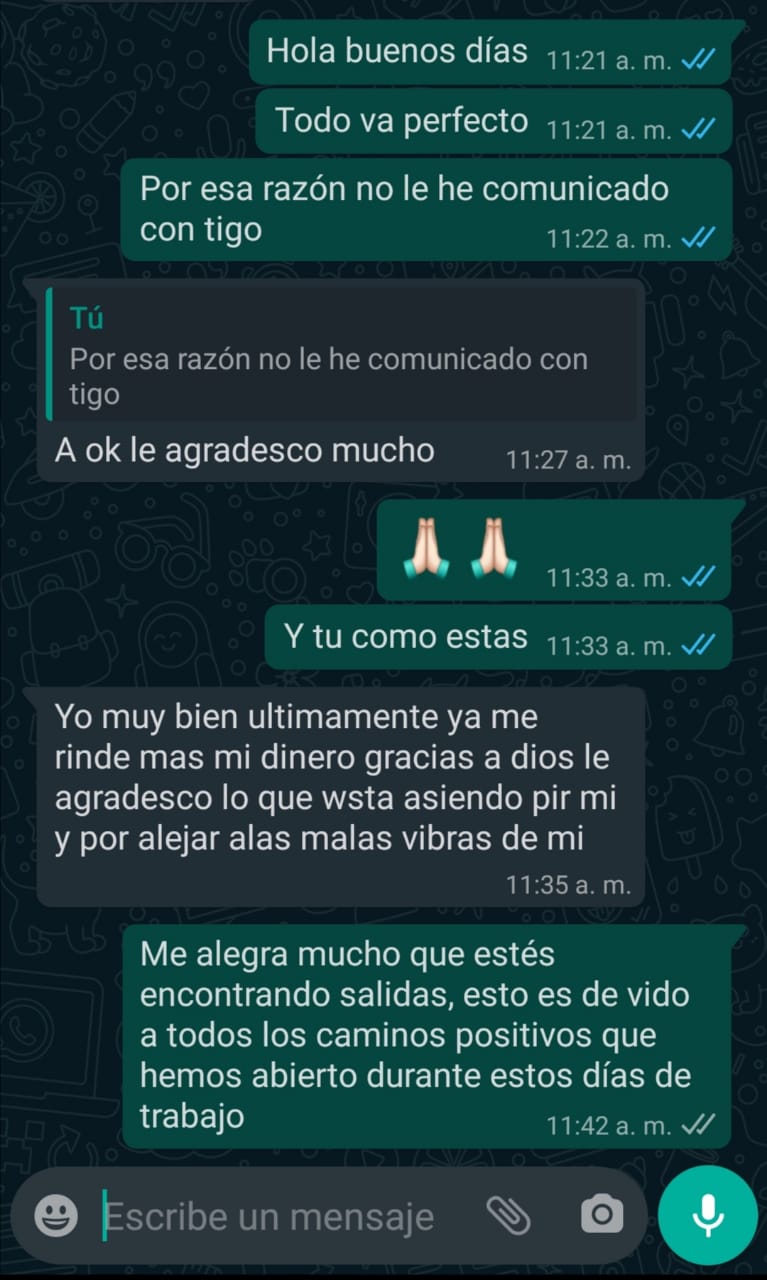 Hola buenos días 11:21 a. m.
Todo va perfecto 11:21 a. m.
Por esa razón no le he comunicado
con tigo 11:22 a. m.
Tú
Por esa razón no le he comunicado con
tigo
A ok le agradesco mucho 11:27 a. m.
11:33 a. m.
Y tu como estas 11:33 a. m.
Yo muy bien ultimamente ya me
rinde mas mi dinero gracias a dios le
agradesco lo que wsta asiendo pir mi
y por alejar alas malas vibras de mi
11:35 a. m.
Me alegra mucho que estés
encontrando salidas, esto es de vido
a todos los caminos positivos que
hemos abierto durante estos días de
trabajo 11:42 a. m.
Escribe un mensaje